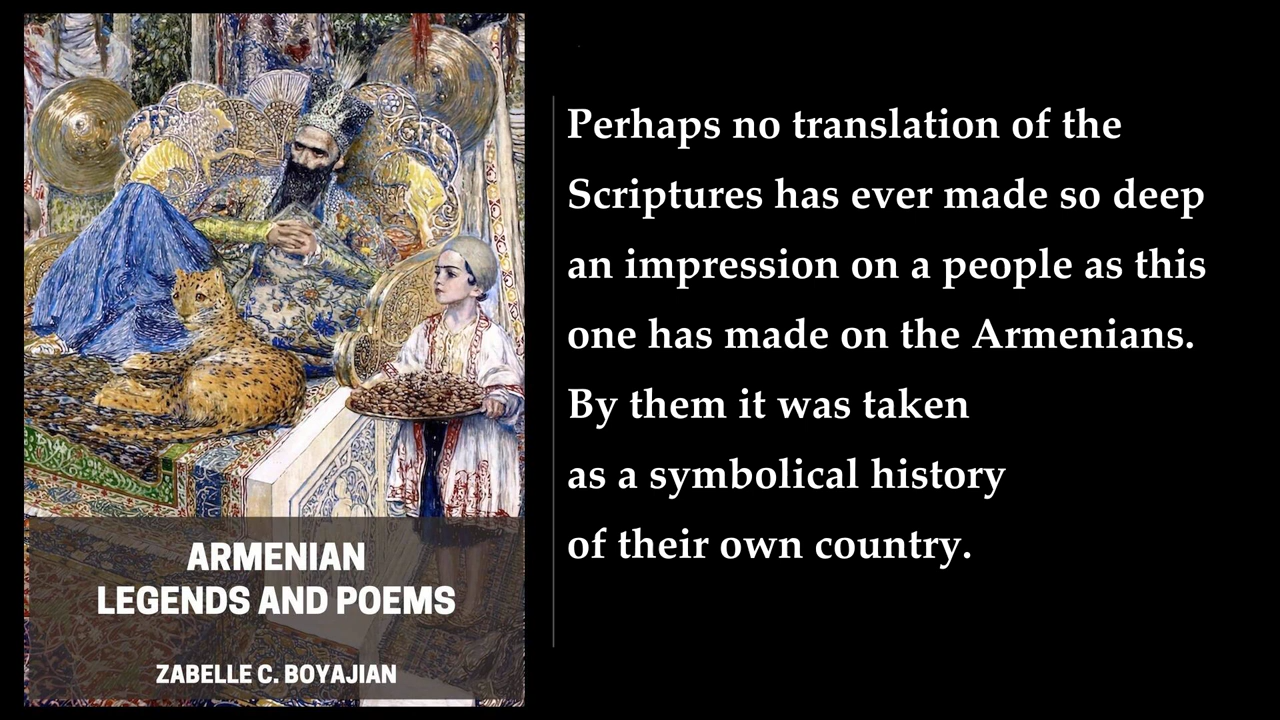 ARMENIAN
LEGENDS AND POEMS
ZABELLE C. BOYAJIAN
Perhaps no translation of the
Scriptures has ever made so deep
an impression on a people as this
one has made on the Armenians.
By them it was taken
as a symbolical history
of their own country.